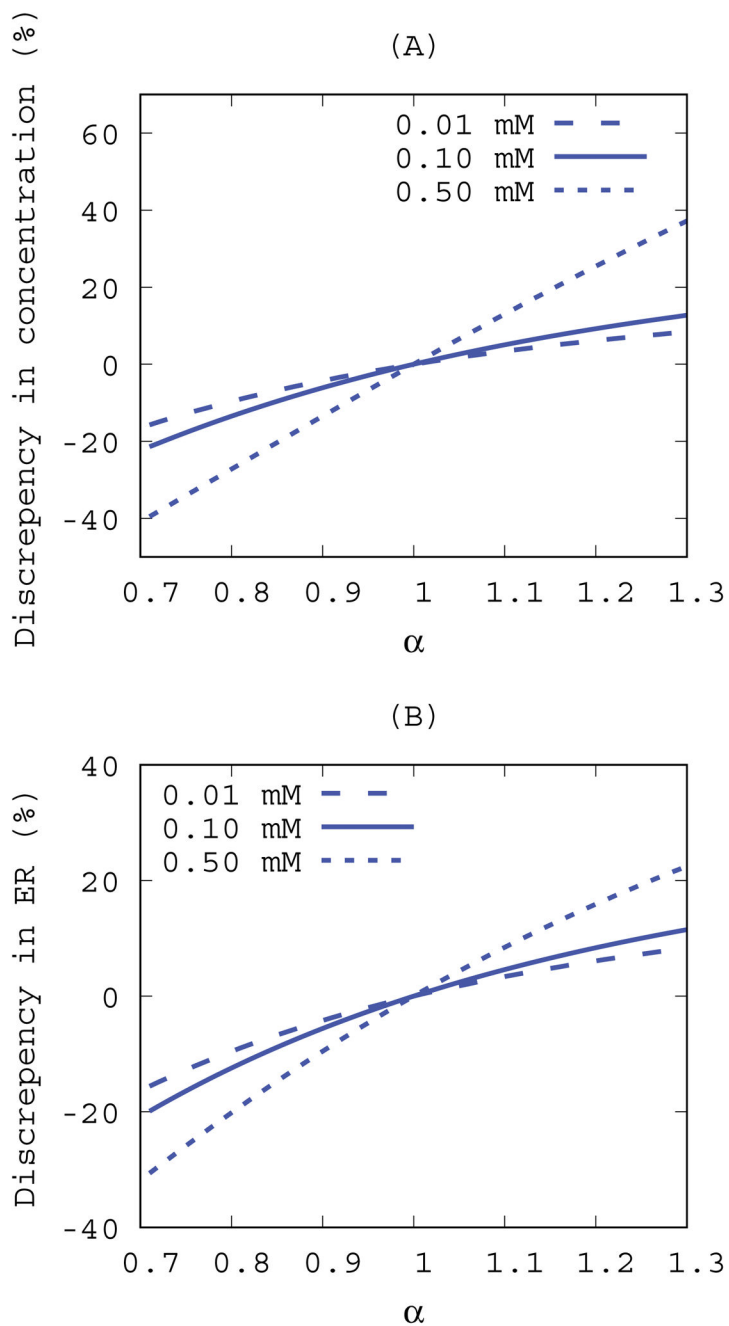 (A)
Discrepency in concentration (%)
60
40
20
0
-20
-40
0.01 mM
0.10 mM
0.50 mM
0.7 0.8 0.9 1 1.1 1.2 1.3
α
(B)
Discrepency in ER (%)
40
20
0
-20
-40
0.01 mM
0.10 mM
0.50 mM
0.7 0.8 0.9 1 1.1 1.2 1.3
α